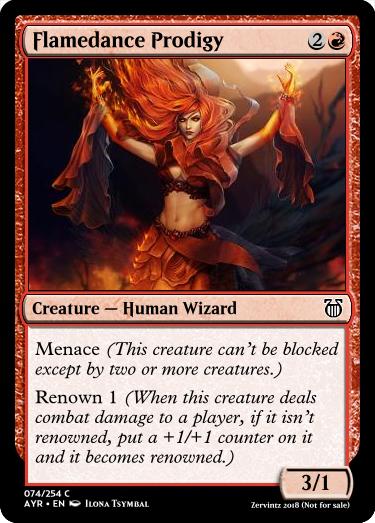 Flamedance Prodigy 2
Creature — Human Wizard
Menace (This creature can't be blocked
except by two or more creatures.)
Renown 1 (When this creature deals
combat damage to a player, if it isn't
renowned, put a +1/+1 counter on it
and it becomes renowned.)
3/1
074/254 C
AYR • EN Ilona Tsymbal
Zervintz 2018 (Not for sale)